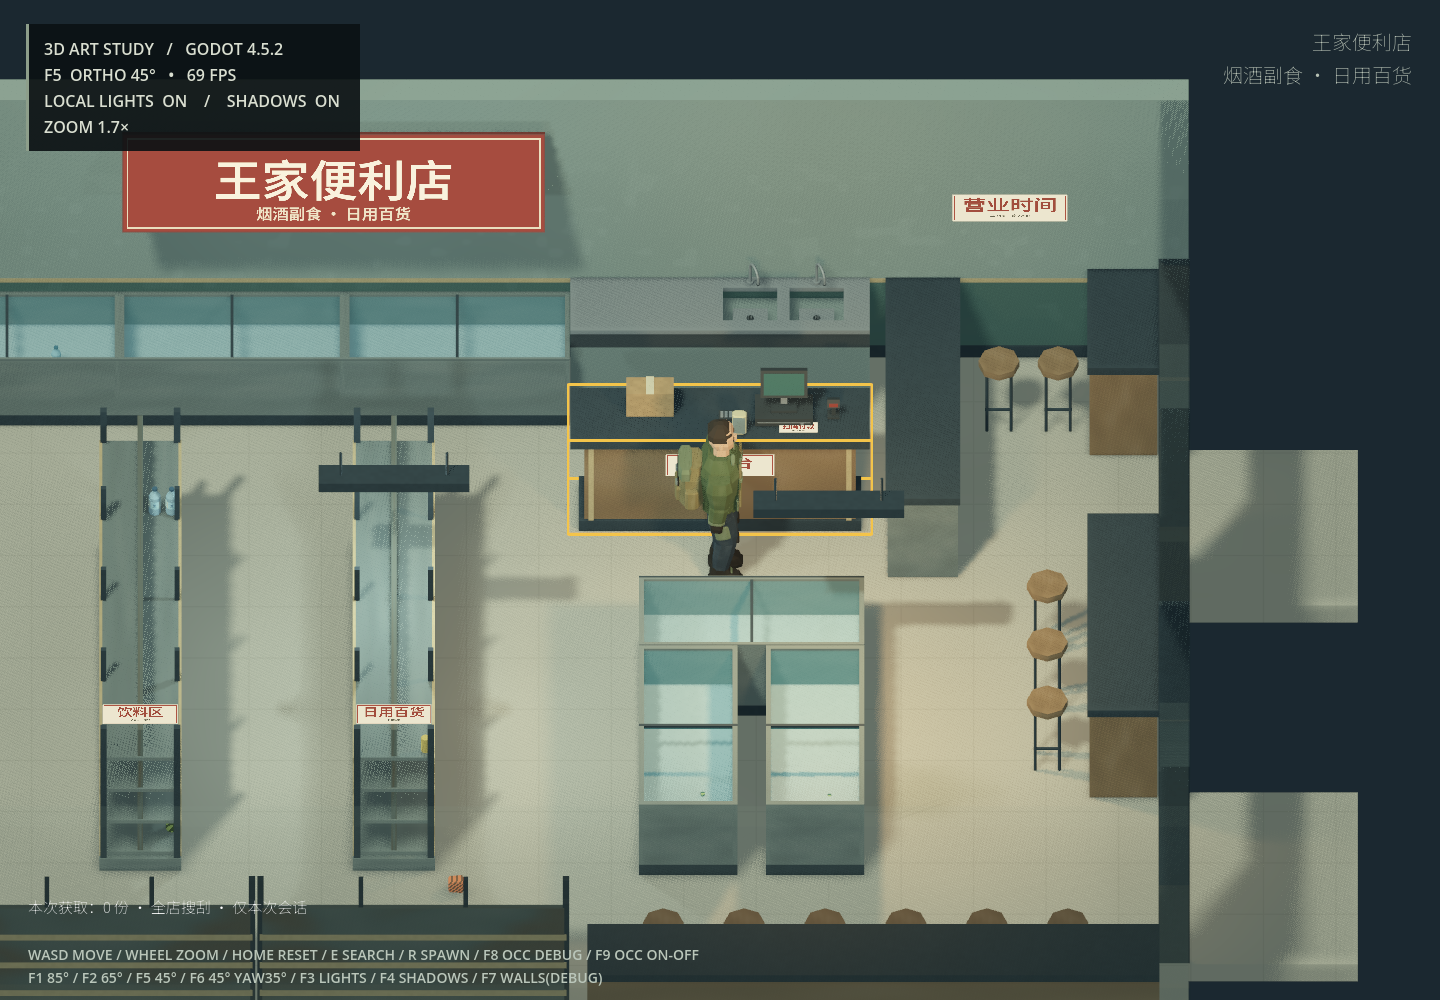 3D ART STUDY / GODOT 4.5.2
F5 ORTHO 45° • 69 FPS
LOCAL LIGHTS ON / SHADOWS ON
ZOOM 1.7×
王家便利店
烟酒副食 · 日用百货
王家便利店
烟酒副食 · 日用百货
营业时间
扫码付款
台
饮料区
日用百货
本次获取：0 份 · 全店搜刮 · 仅本次会话
WASD MOVE / WHEEL ZOOM / HOME RESET / E SEARCH / R SPAWN / F8 OCC DEBUG / F9 OCC ON-OFF
F1 85° / F2 65° / F5 45° / F6 45° YAW35° / F3 LIGHTS / F4 SHADOWS / F7 WALLS(DEBUG)